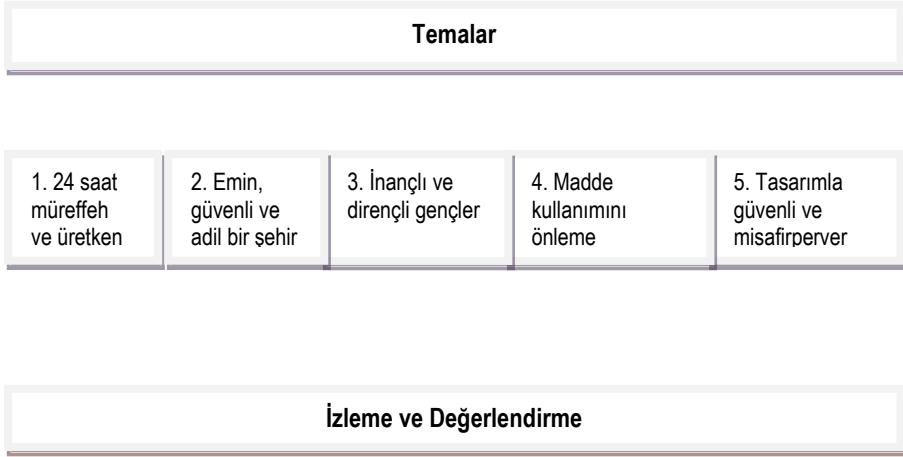 Temalar
1. 24 saat
müreffeh
ve üretken
2. Emin,
güvenli ve
adil bir şehir
3. İnançlı ve
dirençli gençler
4. Madde
kullanımını
önleme
5. Tasarımla
güvenli ve
misafirperver
İzleme ve Değerlendirme